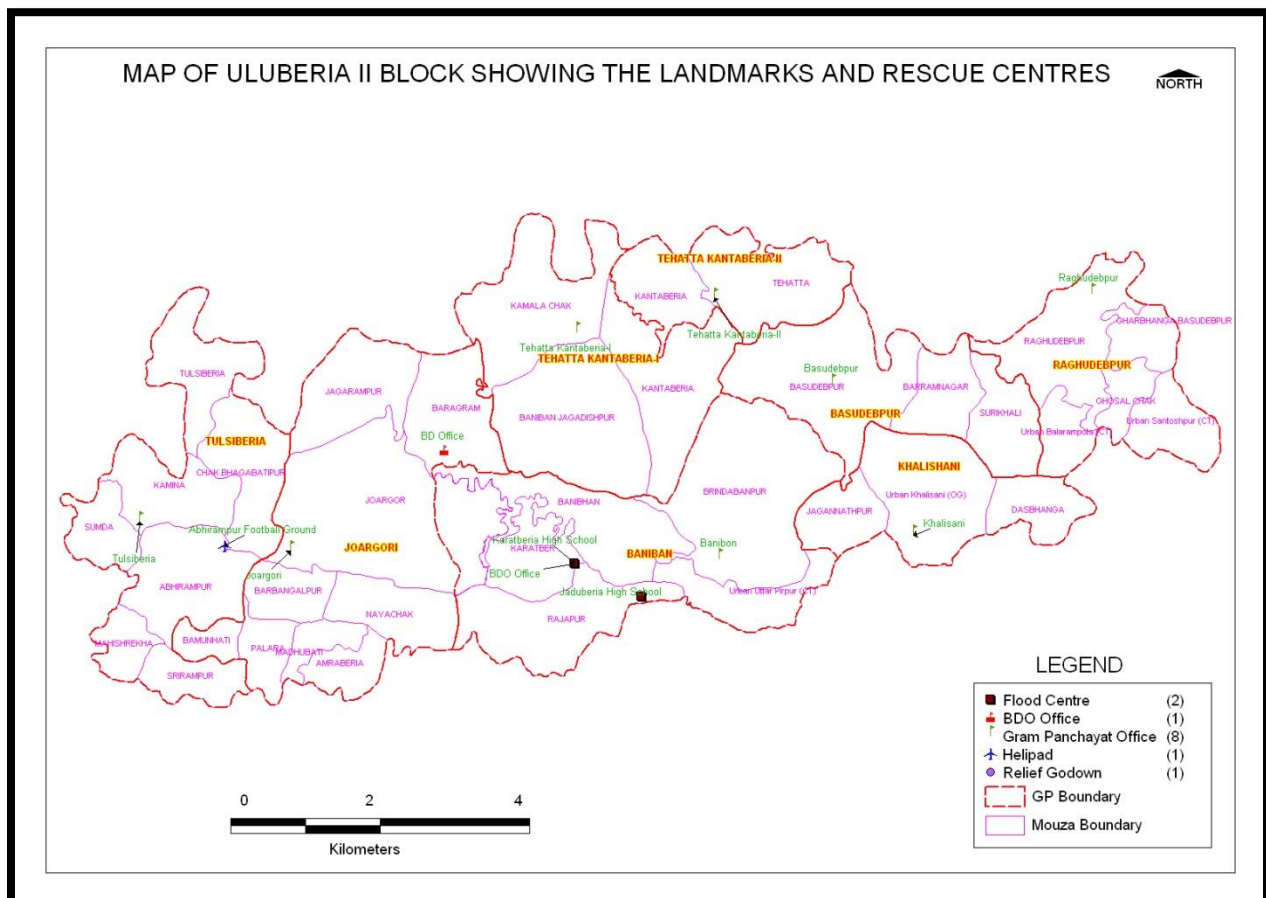 MAP OF ULUBERIA II BLOCK SHOWING THE LANDMARKS AND RESCUE CENTRES
NORTH
TEHATTA KANTABERIA-II
KANTABERIA
TEHATTA
Tehatta Kantaberia-II
KAMALA CHAK
Tehatta Kantaberia-I
TEHATTA KANTABERIA-I
KANTABERIA
BANIBAN JAGADISHPUR
Raghudebpur
GHARBHANGA BASUDEBPUR
RAGHUDEBPUR
RAGHUDEBPUR
GHOSAL CHAK
Urban Santoshpur (CT)
Urban Balarampota (CT)
Basudebpur
BASUDEBPUR
BARRAMNAGAR
BASUDEBPUR
SURIKHALI
KHALISHANI
Urban Khalisani (OG)
JAGANNATHPUR
DASBHANGA
Khalisani
TULSIBERIA
TULSIBERIA
CHAK BHAGABATIPUR
KAMINA
SUMDA
Tulsiberia
Abhirampur Football Ground
ABHIRAMPUR
MAHISHREKHA
BAMUNHATI
SRIRAMPUR
JAGARAMPUR
BARAGRAM
BD Office
JOARGOR
JOARGORI
Joargori
BARBANGALPUR
NAYACHAK
PALARA
MADHUBATI
AMRABERIA
BANIBHAN
BRINDABANPUR
Karatberia High School
KARATBER
BANIBAN
Banibon
BDO Office
Jaduberia High School
Urban Uttar Pirpur (CT)
RAJAPUR
LEGEND
Flood Centre (2)
BDO Office (1)
Gram Panchayat Office (8)
Helipad (1)
Relief Godown (1)
GP Boundary
Mouza Boundary
0 2 4
Kilometers